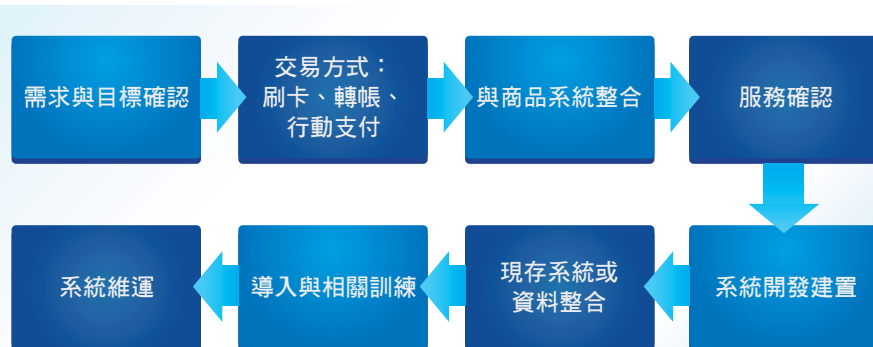 需求與目標確認
交易方式：
刷卡、轉帳、
行動支付
與商品系統整合
服務確認
系統開發建置
現存系統或
資料整合
導入與相關訓練
系統維運